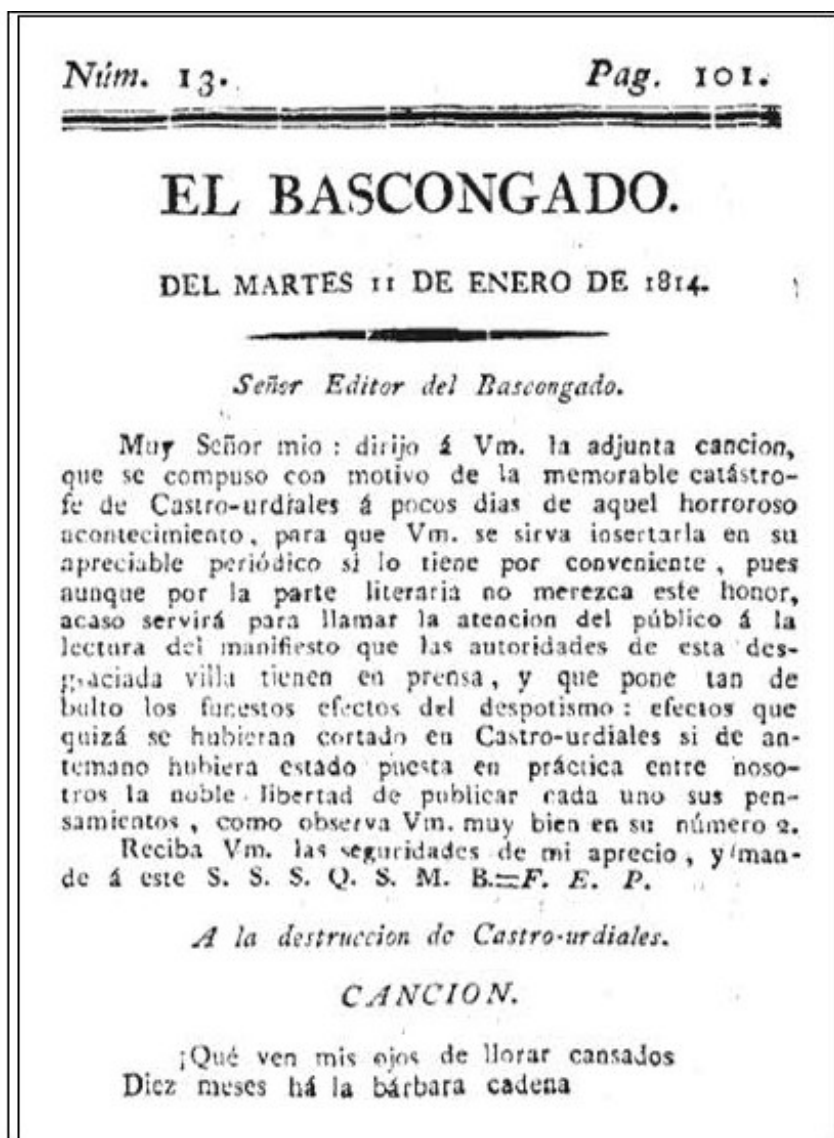 Núm. 13.
Pag. 101.
EL BASCONGADO.
DEL MARTES 11 DE ENERO DE 1814.
Señor Editor del Bascongado.
Muy Señor mio : dirijo á Vm. la adjunta cancion,
que se compuso con motivo de la memorable catástro-
fe de Castro-urdiales á pocos dias de aquel horroroso
acontecimiento, para que Vm. se sirva insertarla en su
apreciable periódico si lo tiene por conveniente, pues
aunque por la parte literaria no merezca este honor,
acaso servirá para llamar la atencion del público á la
lectura del manifiesto que las autoridades de esta des-
graciada villa tienen en prensa, y que pone tan de
bulto los funestos efectos del despotismo : efectos que
quizá se hubieran cortado en Castro-urdiales si de an-
temano hubiera estado puesta en práctica entre noso-
tros la noble libertad de publicar cada uno sus pen-
samientos, como observa Vm. muy bien en su número 2.
Reciba Vm. las seguridades de mi aprecio, y man-
de á este S. S. S. Q. S. M. B.=F. E. P.
A la destruccion de Castro-urdiales.
CANCION.
¡Qué ven mis ojos de llorar cansados
Diez meses há la bárbara cadena